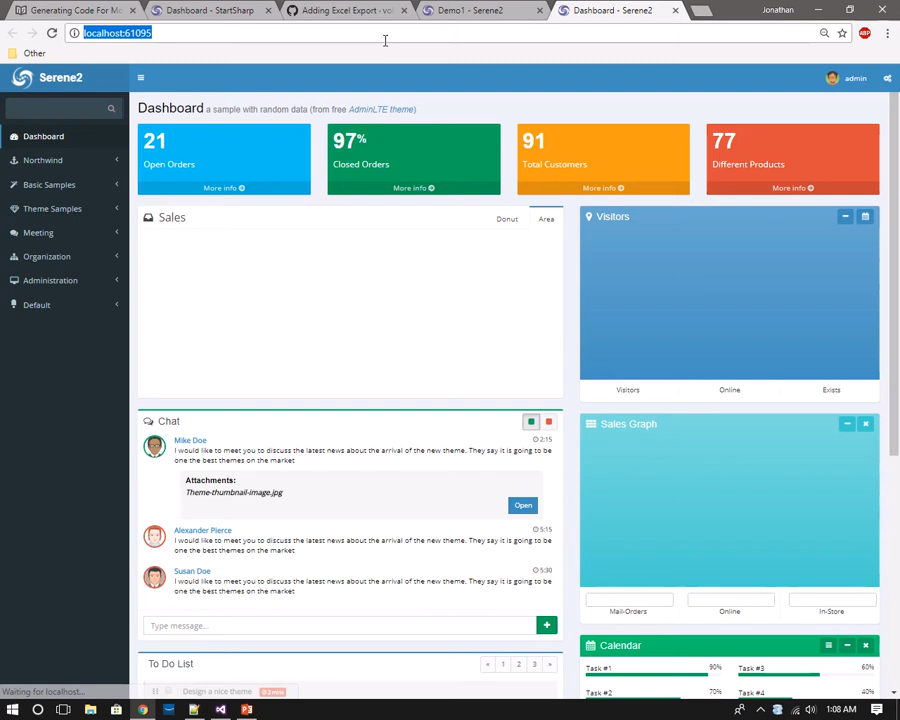 Generating Code For Mo
Dashboard - StartSharp
Adding Excel Export - vol
Demo1 - Serene2
Dashboard - Serene2
Jonathan
localhost:61095
ABP
Other
Serene2
admin
Dashboard a sample with random data (from free AdminLTE theme)
Dashboard
Northwind
Basic Samples
Theme Samples
Meeting
Organization
Administration
Default
21
Open Orders
More info
97%
Closed Orders
More info
91
Total Customers
More info
77
Different Products
More info
Sales
Donut
Area
Visitors
Visitors
Online
Exists
Chat
Mike Doe
2:15
I would like to meet you to discuss the latest news about the arrival of the new theme. They say it is going to be
one the best themes on the market
Attachments:
Theme-thumbnail-image.jpg
Open
Alexander Pierce
5:15
I would like to meet you to discuss the latest news about the arrival of the new theme. They say it is going to be
one the best themes on the market
Susan Doe
5:30
I would like to meet you to discuss the latest news about the arrival of the new theme. They say it is going to be
one the best themes on the market
Type message...
Sales Graph
Mail-Orders
Online
In-Store
Calendar
Task #1
90%
Task #3
60%
Task #2
70%
Task #4
40%
To Do List
« 1 2 3 »
Design a nice theme
2 mins
Waiting for localhost...
1:08 AM